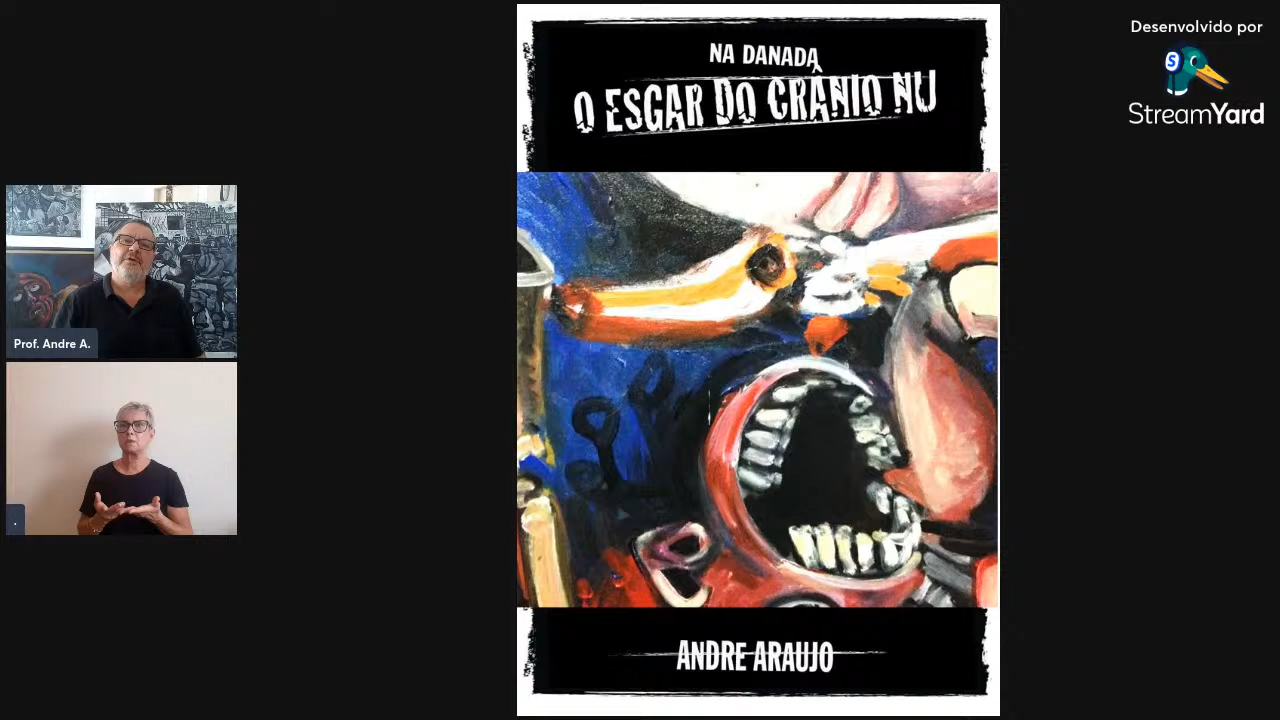 Desenvolvido por
StreamYard
NA DANADA
O ESGAR DO CRÂNIO NU
Prof. Andre A.
.
ANDRE ARAUJO